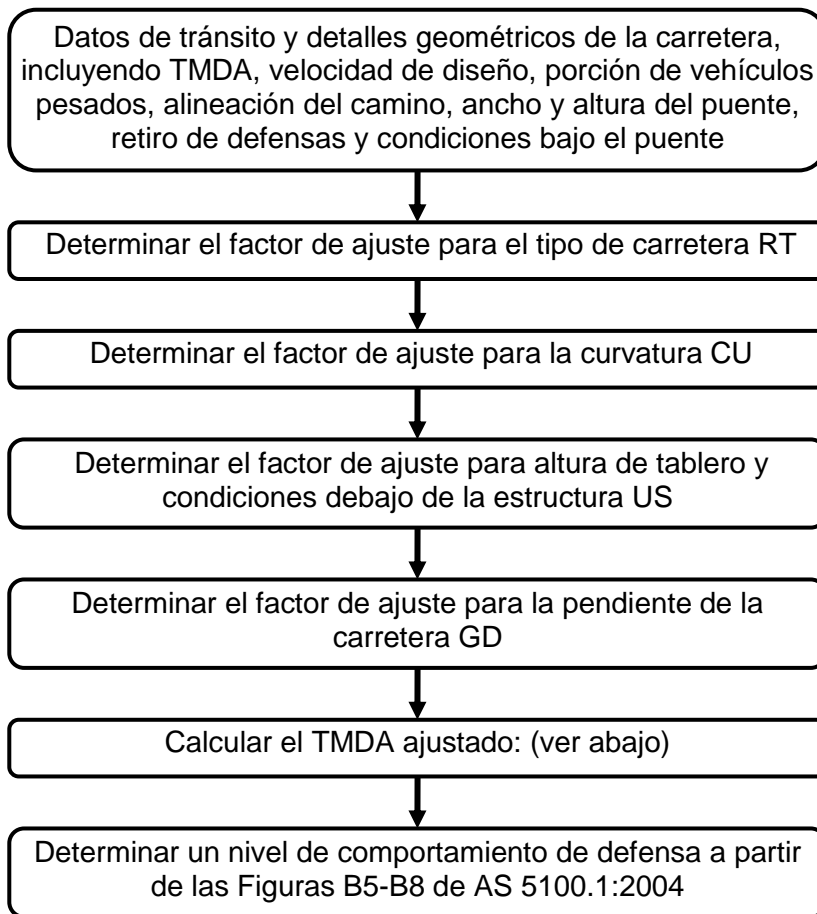 Datos de tránsito y detalles geométricos de la carretera,
incluyendo TMDA, velocidad de diseño, porción de vehículos
pesados, alineación del camino, ancho y altura del puente,
retiro de defensas y condiciones bajo el puente
Determinar el factor de ajuste para el tipo de carretera RT
Determinar el factor de ajuste para la curvatura CU
Determinar el factor de ajuste para altura de tablero y
condiciones debajo de la estructura US
Determinar el factor de ajuste para la pendiente de la
carretera GD
Calcular el TMDA ajustado: (ver abajo)
Determinar un nivel de comportamiento de defensa a partir
de las Figuras B5-B8 de AS 5100.1:2004